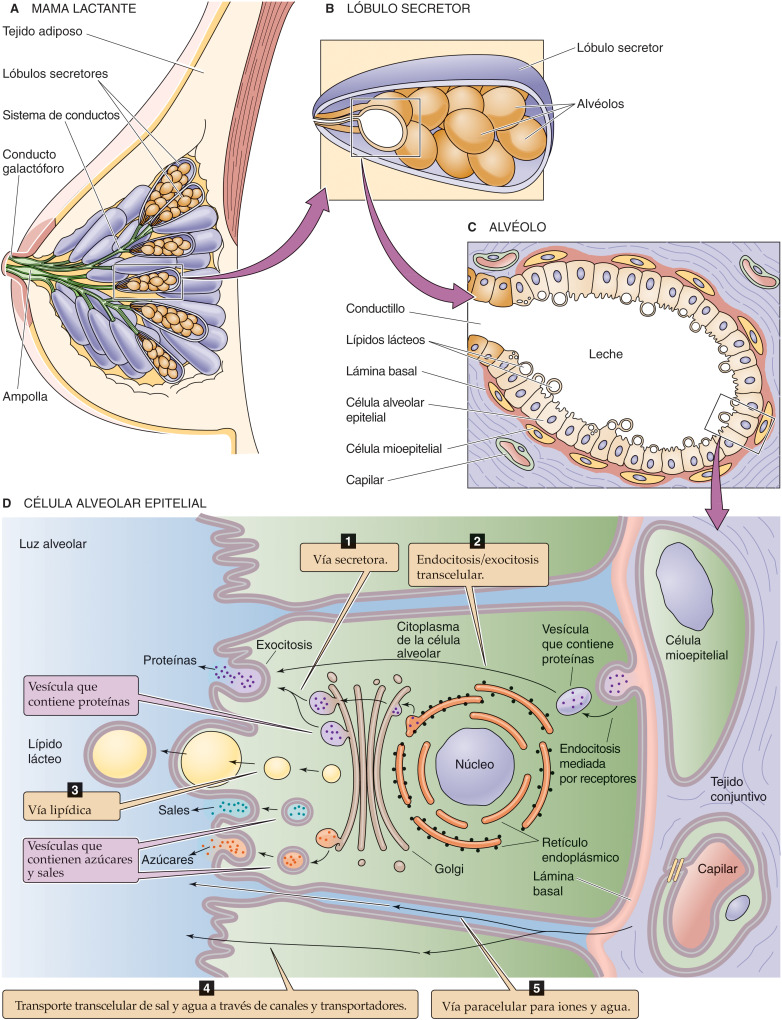 A MAMA LACTANTE
Tejido adiposo
Lóbulos secretores
Sistema de conductos
Conducto
galactóforo
Ampolla
B LÓBULO SECRETOR
Lóbulo secretor
Alvéolos
C ALVÉOLO
Conductillo
Lípidos lácteos
Lámina basal
Célula alveolar
epitelial
Célula mioepitelial
Capilar
Leche
D CÉLULA ALVEOLAR EPITELIAL
Luz alveolar
1
Vía secretora.
2
Endocitosis/exocitosis
transcelular.
Exocitosis
Proteínas
Citoplasma
de la célula
alveolar
Vesícula
que contiene
proteínas
Célula
mioepitelial
Vesícula que
contiene proteínas
Lípido
lácteo
Núcleo
Endocitosis
mediada
por receptores
3
Vía lipídica
Sales
Tejido
conjuntivo
Vesículas que
contienen azúcares
y sales
Azúcares
Golgi
Retículo
endoplásmico
Lámina
basal
Capilar
4
Transporte transcelular de sal y agua a través de canales y transportadores.
5
Vía paracelular para iones y agua.